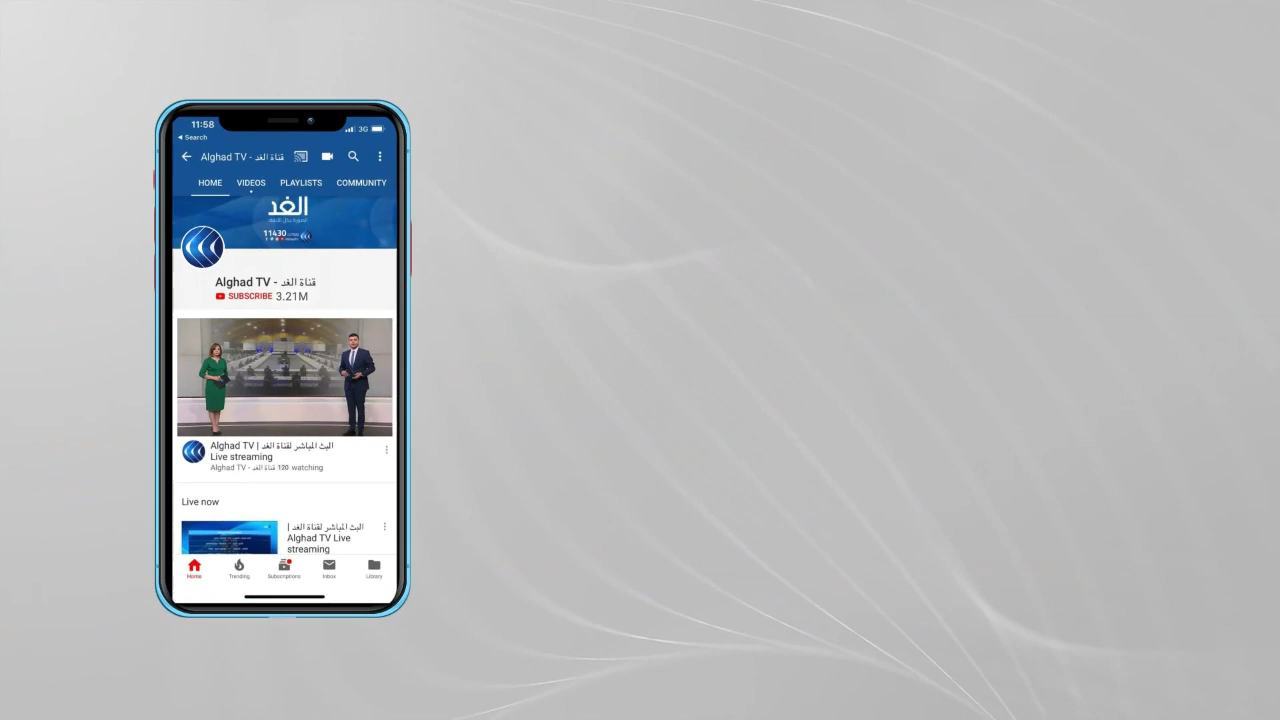 11:58
3G
Search
Alghad TV - قناة الغد
HOME VIDEOS PLAYLISTS COMMUNITY
الغد
11430
Alghad TV - قناة الغد
SUBSCRIBE 3.21M
Alghad TV | البث المباشر لقناة الغد
Live streaming
Alghad TV - قناة الغد 120 watching
Live now
البث المباشر لقناة الغد |
Alghad TV Live
streaming
Home Trending Subscriptions Inbox Library